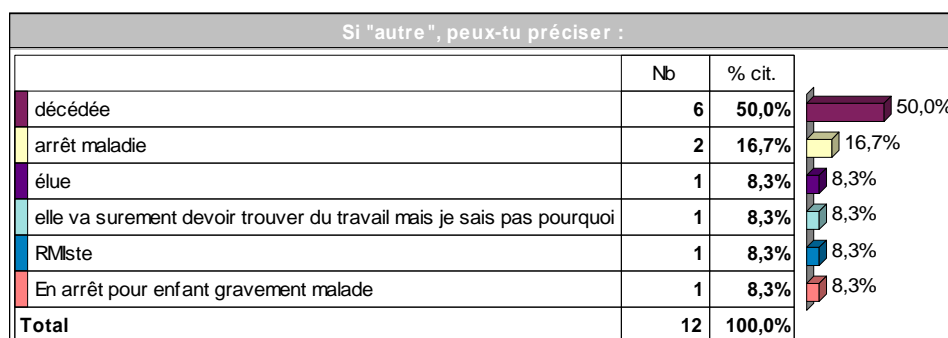 Si "autre", peux-tu préciser :
Nb % cit.
décédée 6 50,0% 50,0%
arrêt maladie 2 16,7% 16,7%
élue 1 8,3% 8,3%
elle va surement devoir trouver du travail mais je sais pas pourquoi 1 8,3% 8,3%
RMIste 1 8,3% 8,3%
En arrêt pour enfant gravement malade 1 8,3% 8,3%
Total 12 100,0%